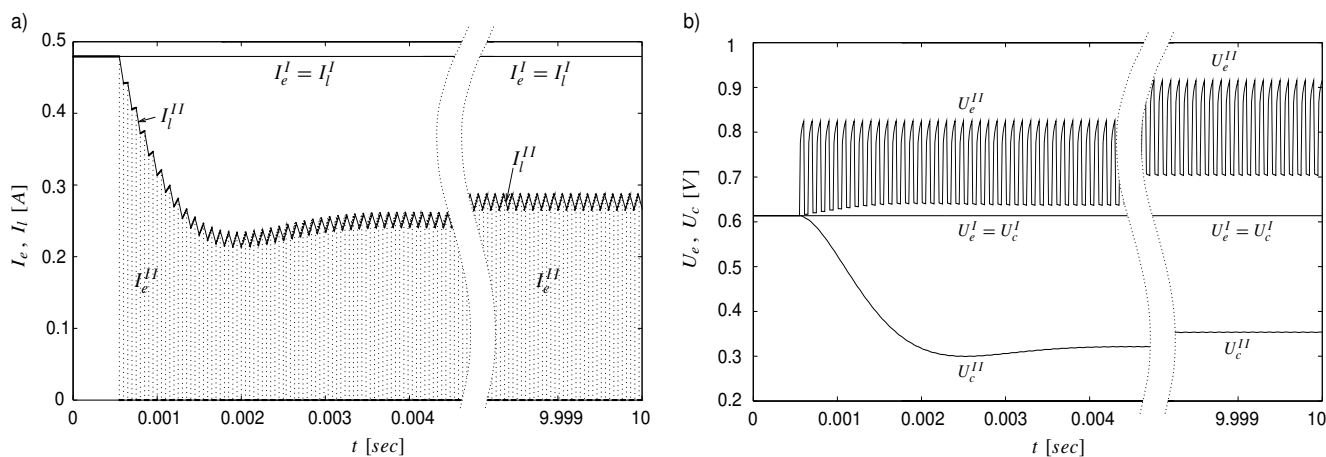 a)
0.5
0.4
0.3
0.2
0.1
0
I_e, I_l [A]
I_e^I = I_l^I
I_e^I = I_l^I
I_l^{II}
I_l^{II}
I_e^{II}
I_e^{II}
0 0.001 0.002 0.003 0.004 9.999 10
t [sec]
b)
1
0.9
0.8
0.7
0.6
0.5
0.4
0.3
0.2
U_e, U_c [V]
U_e^{II}
U_e^{II}
U_e^I = U_c^I
U_e^I = U_c^I
U_c^{II}
U_c^{II}
0 0.001 0.002 0.003 0.004 9.999 10
t [sec]